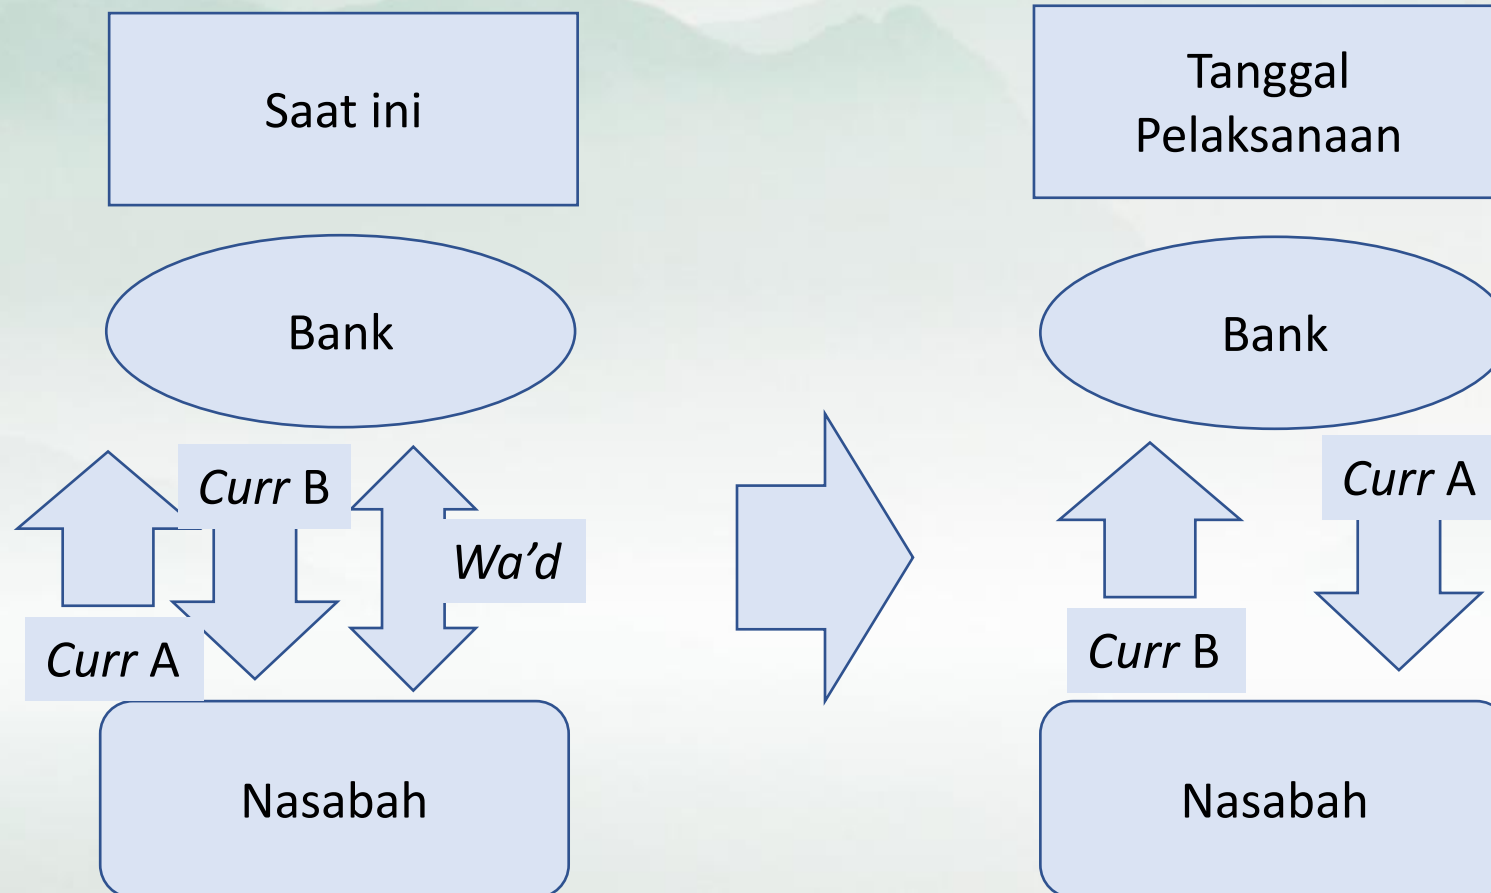 Saat ini
Bank
Curr B
Wa’d
Curr A
Nasabah
Tanggal
Pelaksanaan
Bank
Curr A
Curr B
Nasabah